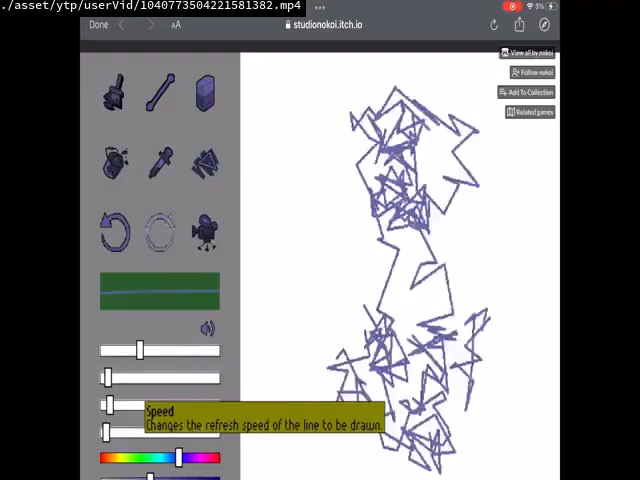 ./asset/ytp/userVid/1040773504221581382.mp4
Done
AA
studionokoi.itch.io
3%
View all by nokoi
Follow nokoi
Add To Collection
Related games
Speed
Changes the refresh speed of the line to be drawn.